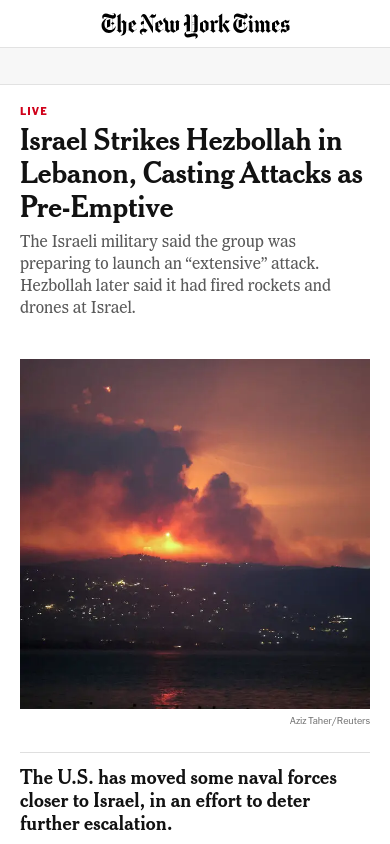 The New York Times
LIVE
Israel Strikes Hezbollah in
Lebanon, Casting Attacks as
Pre-Emptive
The Israeli military said the group was
preparing to launch an “extensive” attack.
Hezbollah later said it had fired rockets and
drones at Israel.
Aziz Taher/Reuters
The U.S. has moved some naval forces
closer to Israel, in an effort to deter
further escalation.